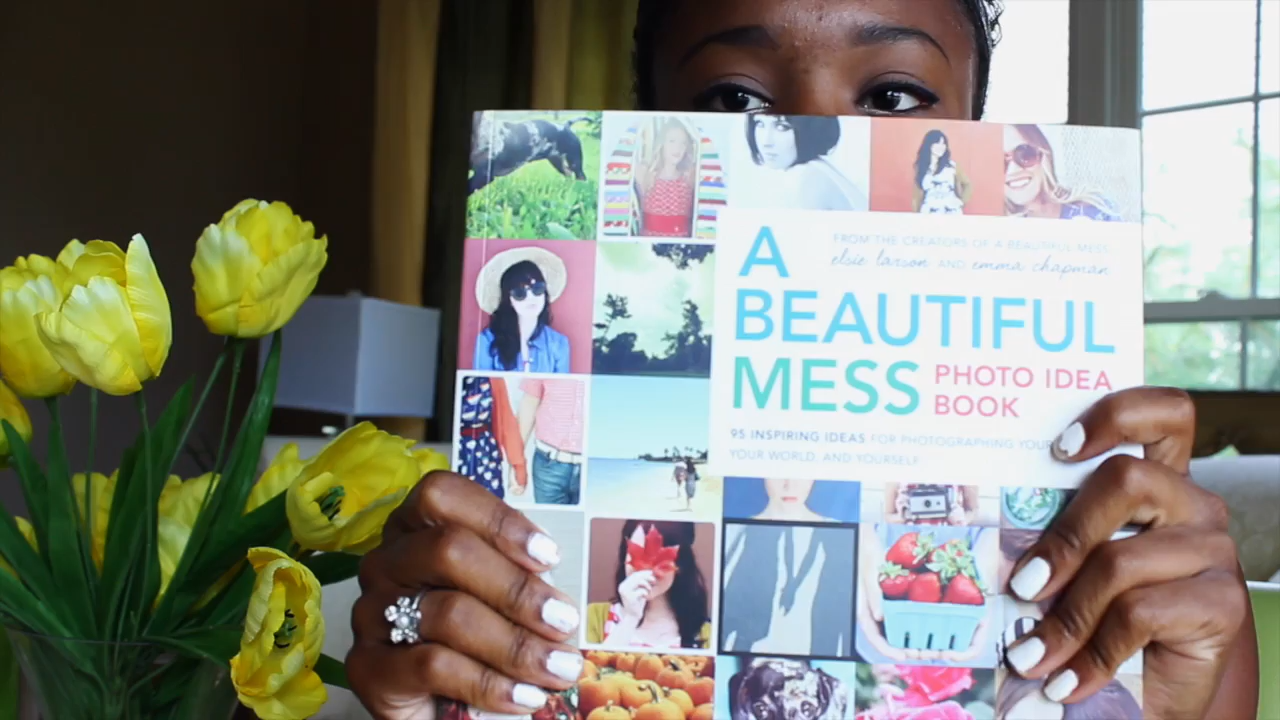 A
BEAUTIFUL
MESS
FROM THE CREATORS OF A BEAUTIFUL MESS,
elsie larson AND emma chapman
PHOTO IDEA
BOOK
95 INSPIRING IDEAS FOR PHOTOGRAPHING YOUR
YOUR WORLD, AND YOURSELF